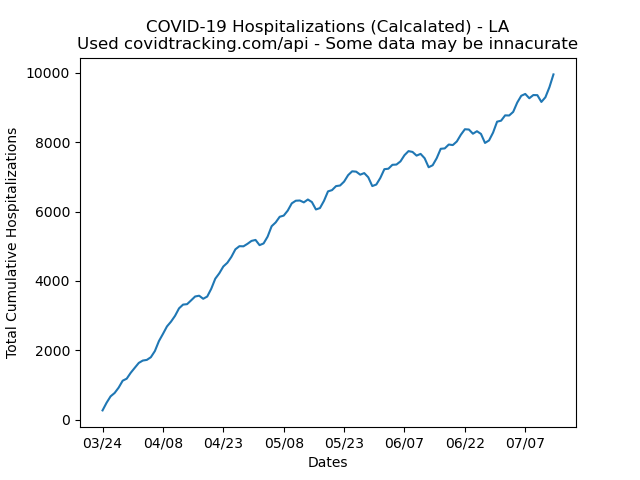 COVID-19 Hospitalizations (Calcalated) - LA
Used covidtracking.com/api - Some data may be innacurate
10000
8000
6000
4000
2000
0
Total Cumulative Hospitalizations
03/24 04/08 04/23 05/08 05/23 06/07 06/22 07/07
Dates